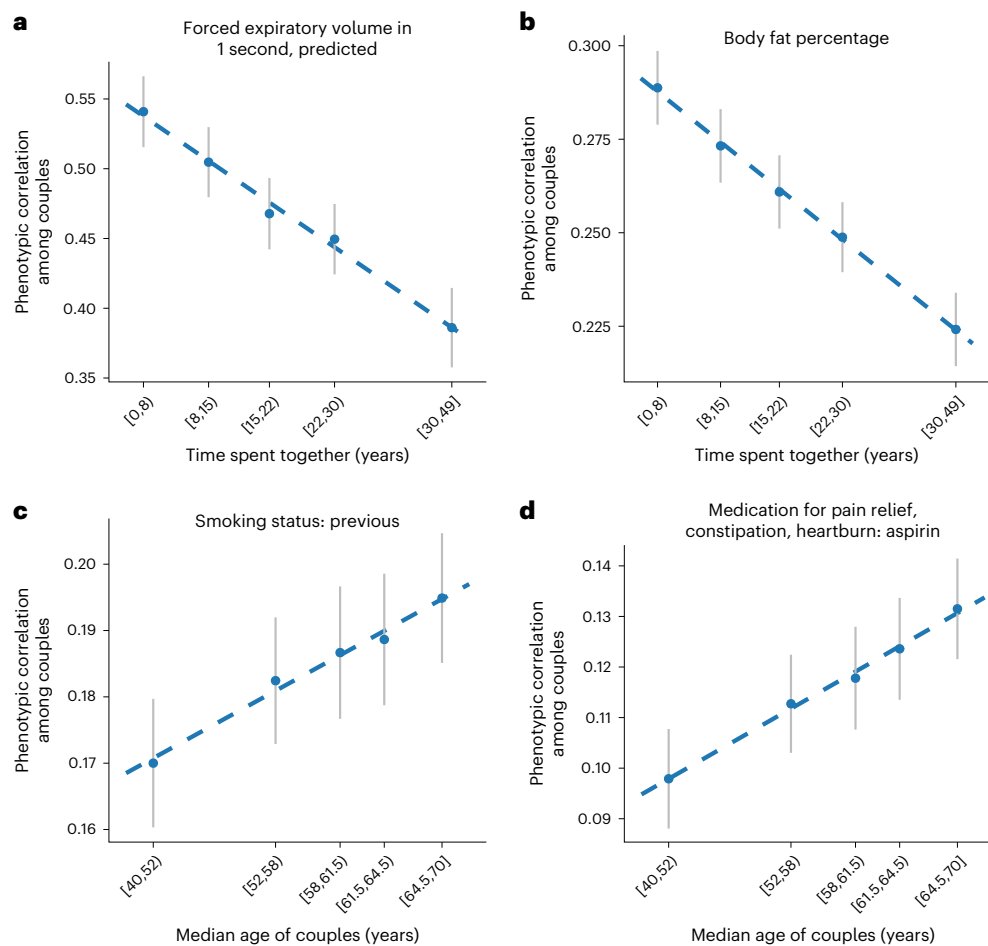 a
Forced expiratory volume in
1 second, predicted
Phenotypic correlation
among couples
0.55
0.50
0.45
0.40
0.35
[0,8)
[8,15)
[15,22)
[22,30)
[30,49]
Time spent together (years)
b
Body fat percentage
Phenotypic correlation
among couples
0.300
0.275
0.250
0.225
[0,8)
[8,15)
[15,22)
[22,30)
[30,49]
Time spent together (years)
c
Smoking status: previous
Phenotypic correlation
among couples
0.20
0.19
0.18
0.17
0.16
[40,52)
[52,58)
[58,61.5)
[61.5,64.5)
[64.5,70]
Median age of couples (years)
d
Medication for pain relief,
constipation, heartburn: aspirin
Phenotypic correlation
among couples
0.14
0.13
0.12
0.11
0.10
0.09
[40,52)
[52,58)
[58,61.5)
[61.5,64.5)
[64.5,70]
Median age of couples (years)